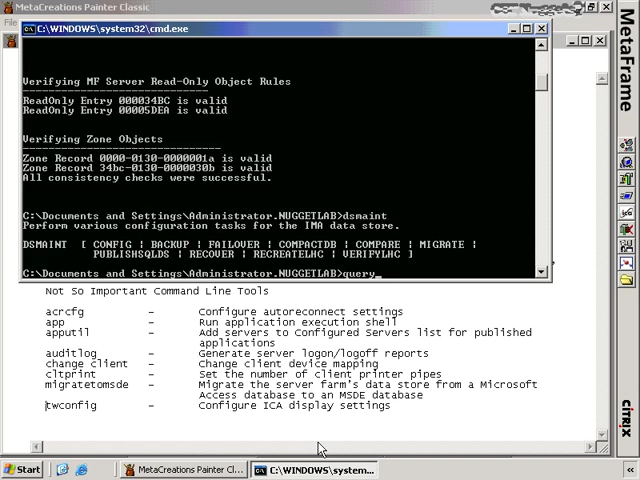 MetaCreations Painter Classic
C:\WINDOWS\system32\cmd.exe
Verifying MF Server Read-Only Object Rules
ReadOnly Entry 000034BC is valid
ReadOnly Entry 00005DEA is valid
Verifying Zone Objects
Zone Record 0000-0130-0000001a is valid
Zone Record 34bc-0130-0000030b is valid
All consistency checks were successful.
C:\Documents and Settings\Administrator.NUGGETLAB>dsmaint
Perform various configuration tasks for the IMA data store.
DSMAINT [ CONFIG | BACKUP | FAILOVER | COMPACTDB | COMPARE | MIGRATE |
PUBLISHSQLDS | RECOVER | RECREATELHC | VERIFYLHC ]
C:\Documents and Settings\Administrator.NUGGETLAB>query_
Not So Important Command Line Tools
acrcfg - Configure autoreconnect settings
app - Run application execution shell
apputil - Add servers to Configured Servers list for published
applications
auditlog - Generate server logon/logoff reports
change client - Change client device mapping
cltprint - Set the number of client printer pipes
migratetomsde - Migrate the server farm's data store from a Microsoft
Access database to an MSDE database
twconfig - Configure ICA display settings
MetaFrame
CITRIX
Start
MetaCreations Painter Cl...
C:\WINDOWS\system...
«